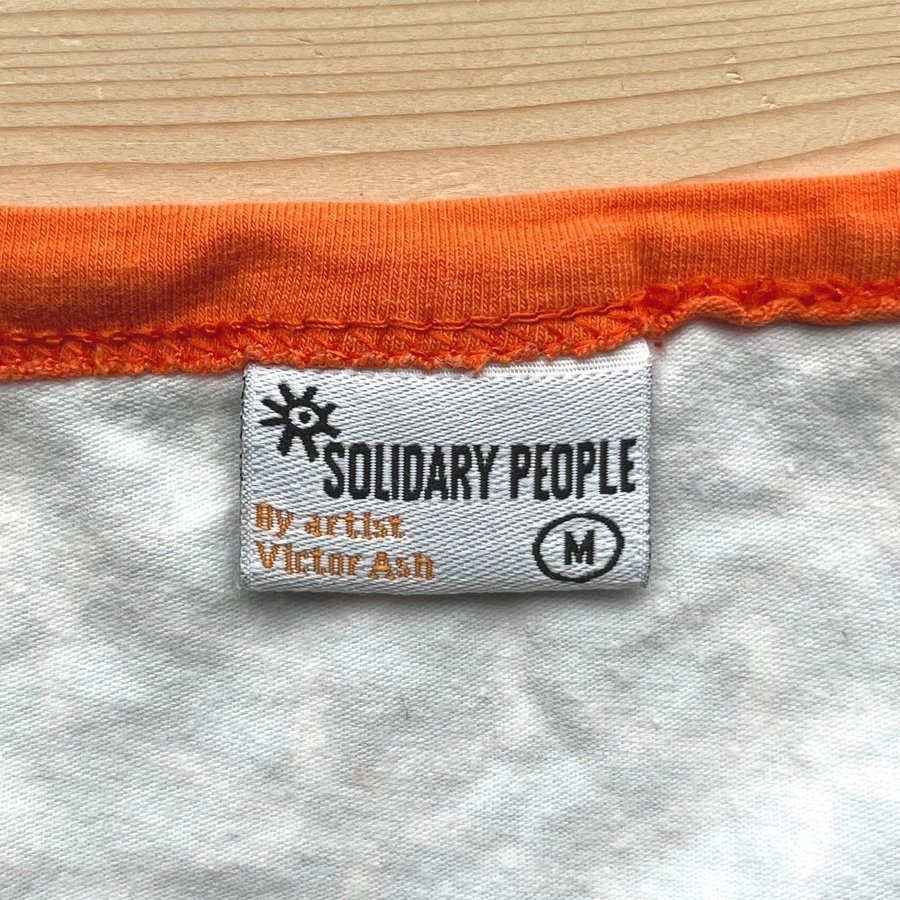 SOLIDARY PEOPLE
By artist
Victor Ash
M